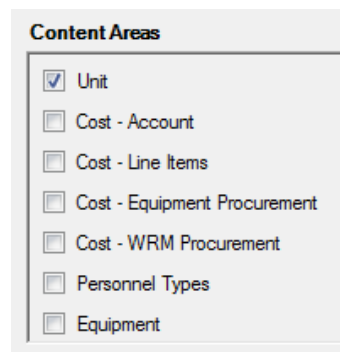 Content Areas
Unit
Cost - Account
Cost - Line Items
Cost - Equipment Procurement
Cost - WRM Procurement
Personnel Types
Equipment